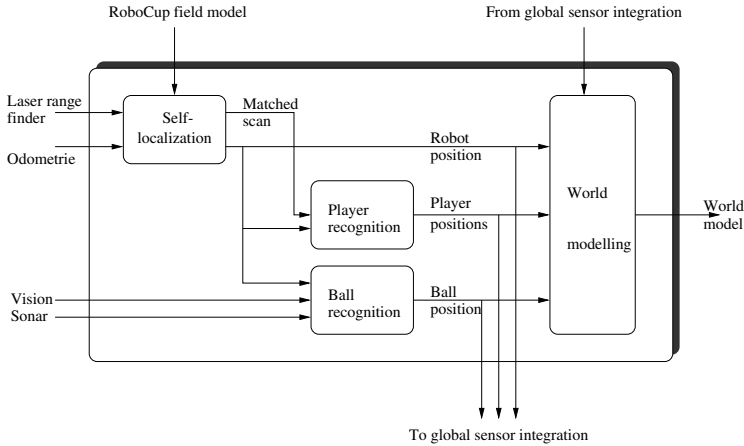 RoboCup field model
From global sensor integration
Laser range
finder
Odometrie
Self-
localization
Matched
scan
Robot
position
Player
recognition
Player
positions
World
modelling
World
model
Vision
Sonar
Ball
recognition
Ball
position
To global sensor integration